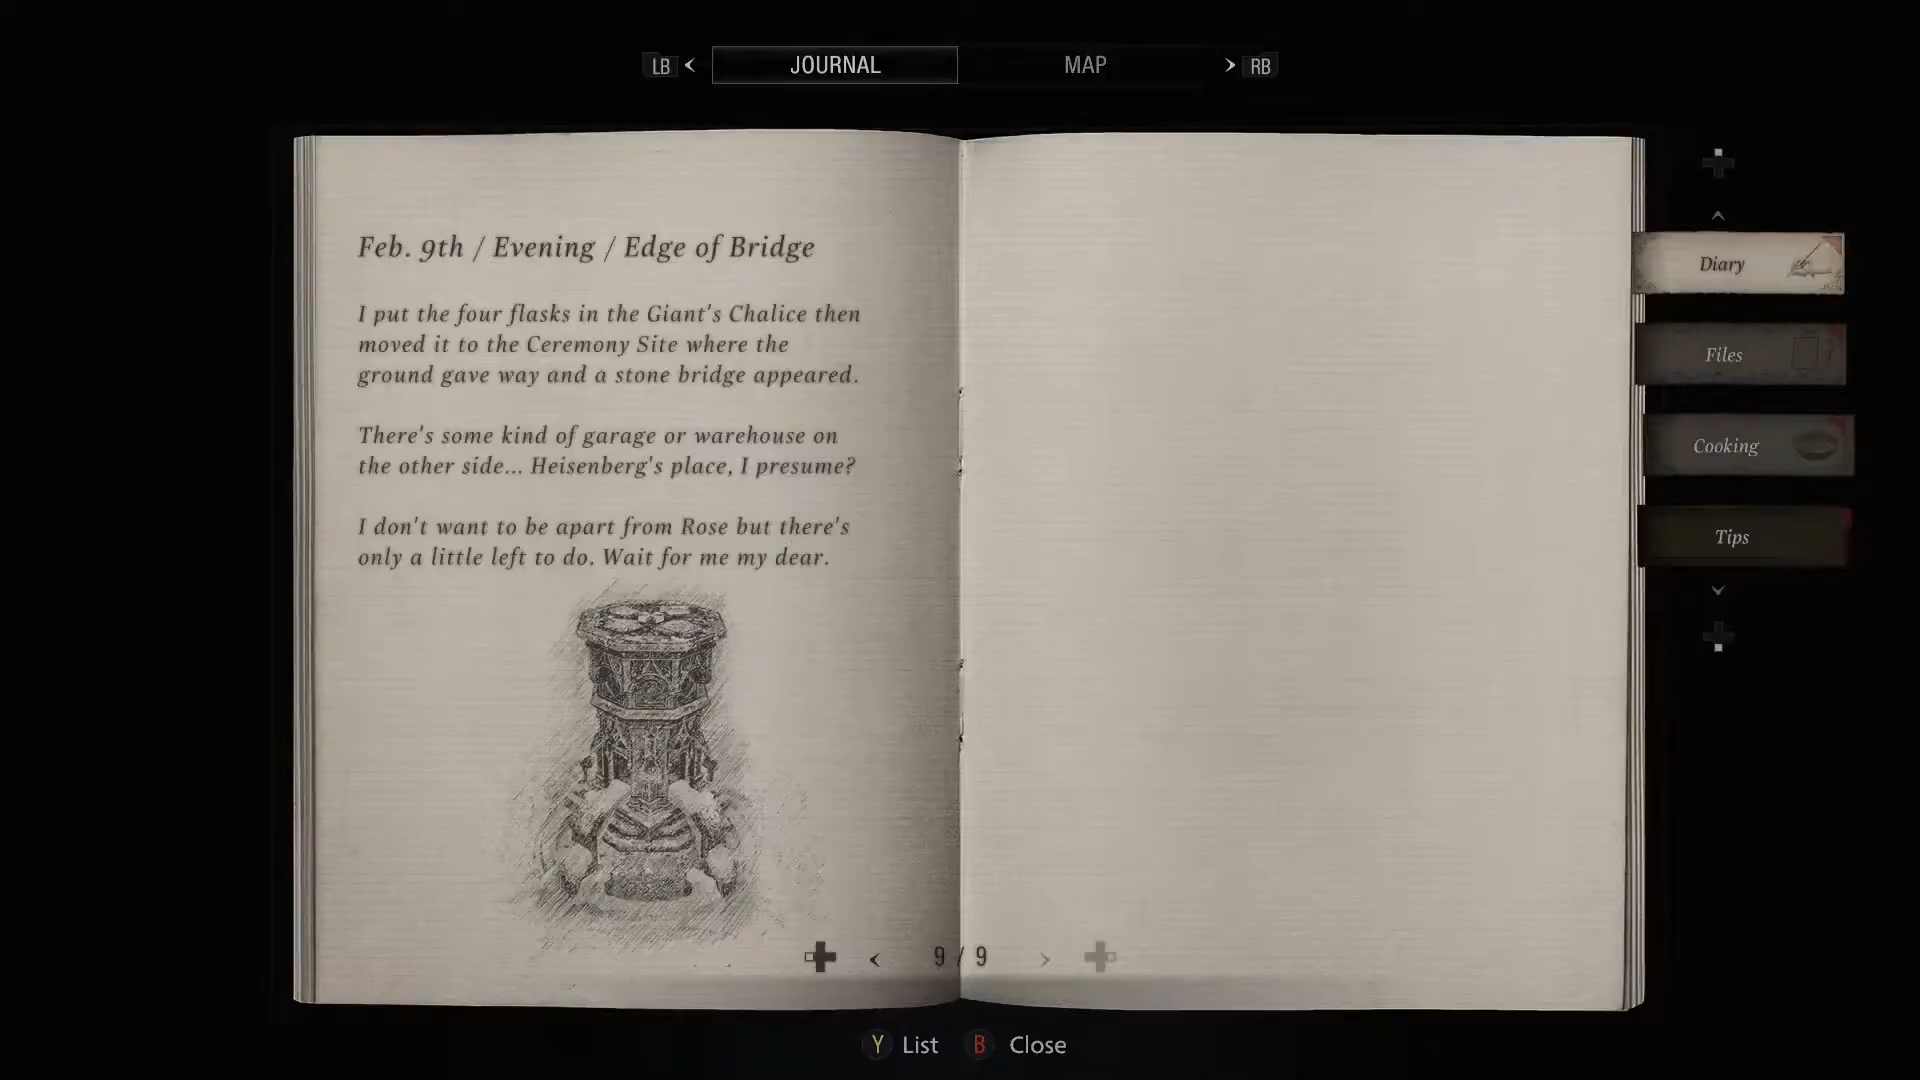 LB < JOURNAL MAP > RB
Feb. 9th / Evening / Edge of Bridge
I put the four flasks in the Giant's Chalice then
moved it to the Ceremony Site where the
ground gave way and a stone bridge appeared.
There's some kind of garage or warehouse on
the other side... Heisenberg's place, I presume?
I don't want to be apart from Rose but there's
only a little left to do. Wait for me my dear.
Diary
Files
Cooking
Tips
< 9 / 9 >
Y List B Close